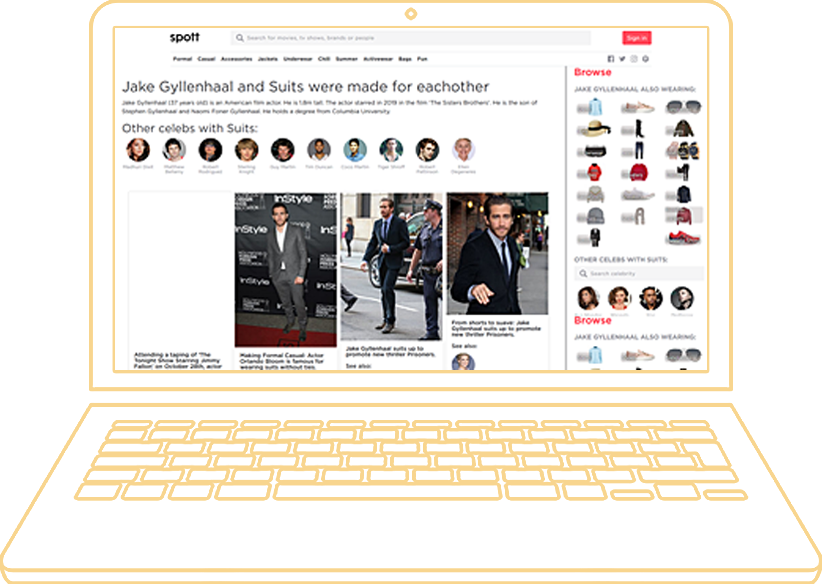 spott
Search for movies, tv shows, brands or people
Sign in
Formal Casual Accessories Jackets Underwear Chill Summer Activewear Bags Fun
Jake Gyllenhaal and Suits were made for eachother
Jake Gyllenhaal (37 years old) is an American film actor. He is 1.8m tall. The actor starred in 2019 in the film 'The Sisters Brothers'. He is the son of
Stephen Gyllenhaal and Naomi Foner Gyllenhaal. He holds a degree from Columbia University.
Other celebs with Suits:
Madhuri Dixit
Matthew Bellamy
Robert Rodriguez
Sterling Knight
Guy Martin
Tim Duncan
Coco Martin
Tiger Shroff
Robert Pattinson
Ellen Degeneres
InStyle
InStyle
Attending a taping of 'The
Tonight Show Starring Jimmy
Fallon' on October 28th, actor
Making Formal Casual: Actor
Orlando Bloom is famous for
wearing suits without ties.
Jake Gyllenhaal suits up to
promote new thriller Prisoners.
See also:
From shorts to suave: Jake
Gyllenhaal suits up to promote
new thriller Prisoners.
See also:
Browse
JAKE GYLLENHAAL ALSO WEARING:
OTHER CELEBS WITH SUITS:
Search celebrity
Browse
JAKE GYLLENHAAL ALSO WEARING: